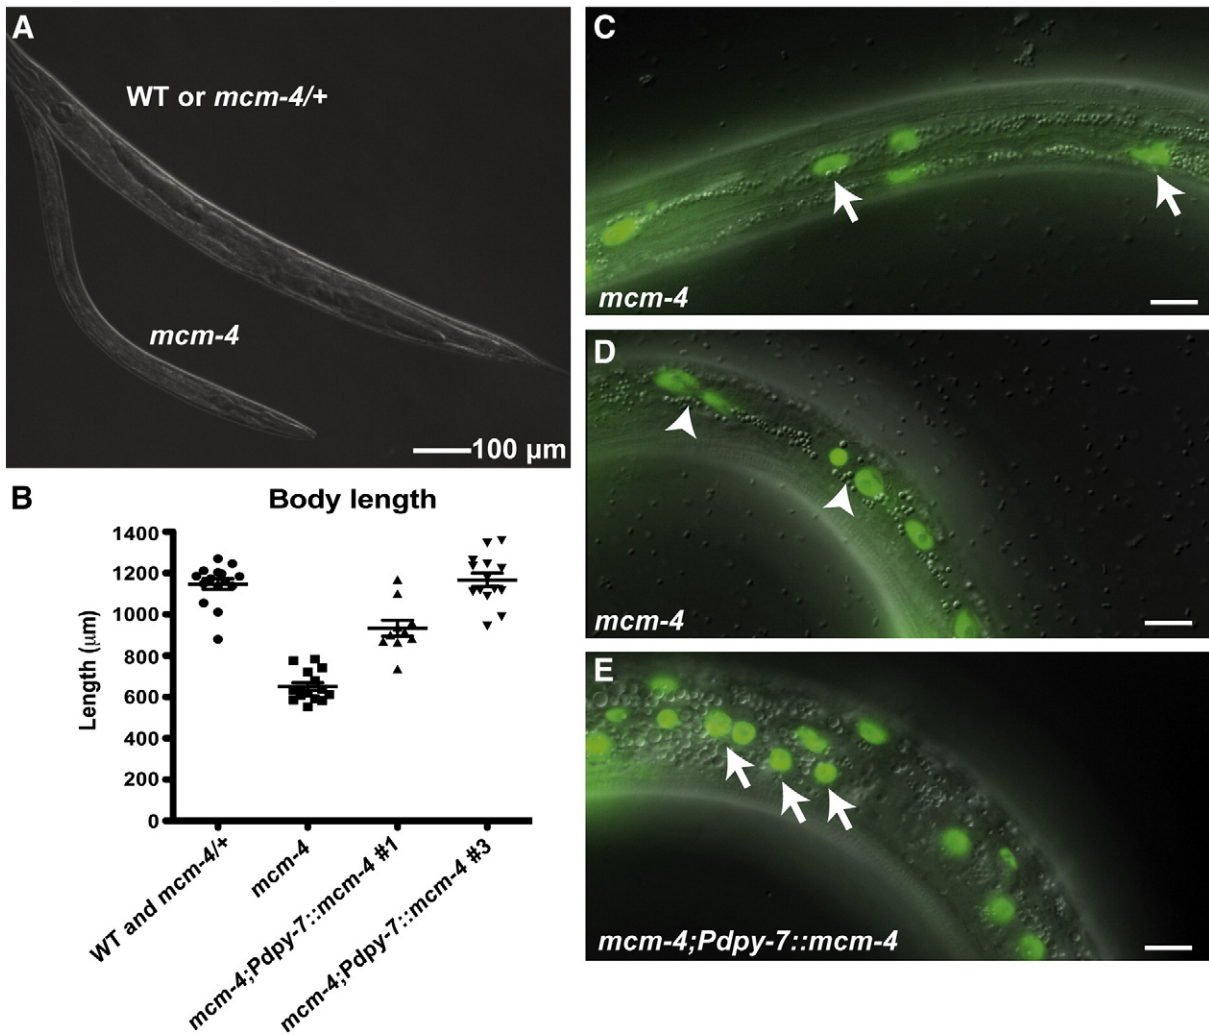 A
WT or mcm-4/+
mcm-4
100 µm
B
Body length
Length (µm)
1400
1200
1000
800
600
400
200
0
WT and mcm-4/+
mcm-4
mcm-4;Pdpy-7::mcm-4 #1
mcm-4;Pdpy-7::mcm-4 #3
C
mcm-4
D
mcm-4
E
mcm-4;Pdpy-7::mcm-4